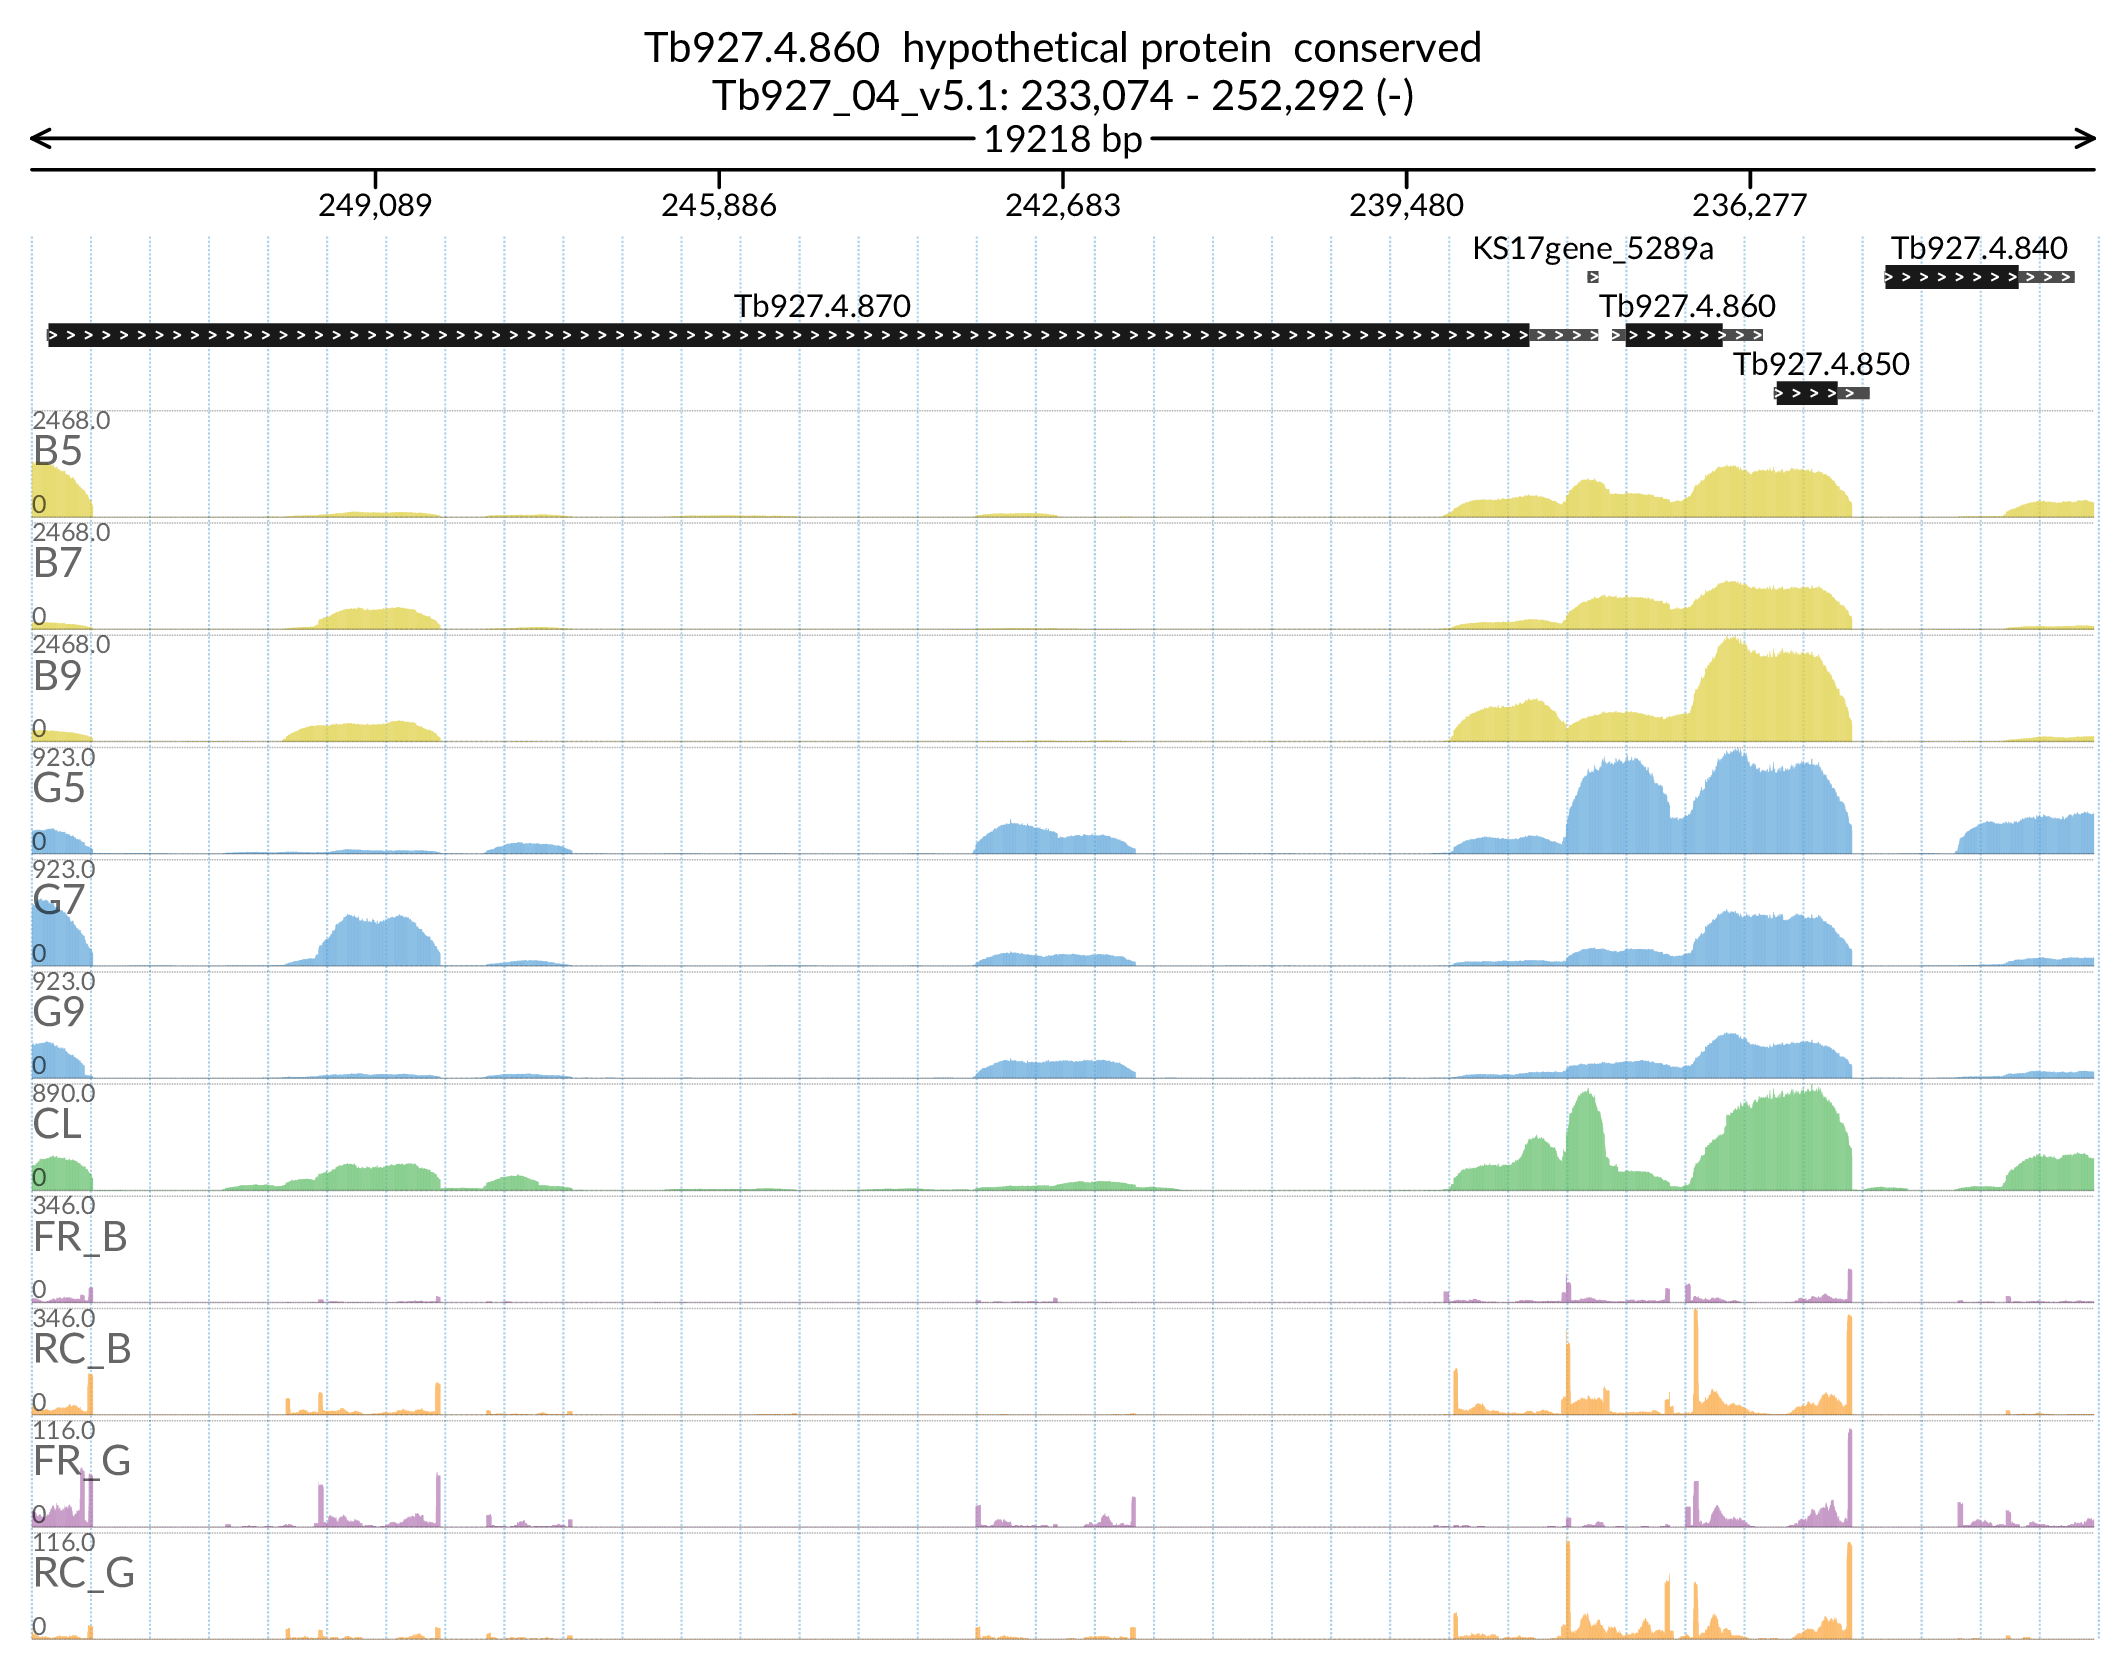 Tb927.4.860  hypothetical protein  conserved
Tb927_04_v5.1: 233,074 - 252,292 (-)
19218 bp
249,089 245,886 242,683 239,480 236,277
KS17gene_5289a Tb927.4.840
Tb927.4.870 Tb927.4.860
Tb927.4.850
2468.0
B5
0
2468.0
B7
0
2468.0
B9
0
923.0
G5
0
923.0
G7
0
923.0
G9
0
890.0
CL
0
346.0
FR_B
0
346.0
RC_B
0
116.0
FR_G
0
116.0
RC_G
0